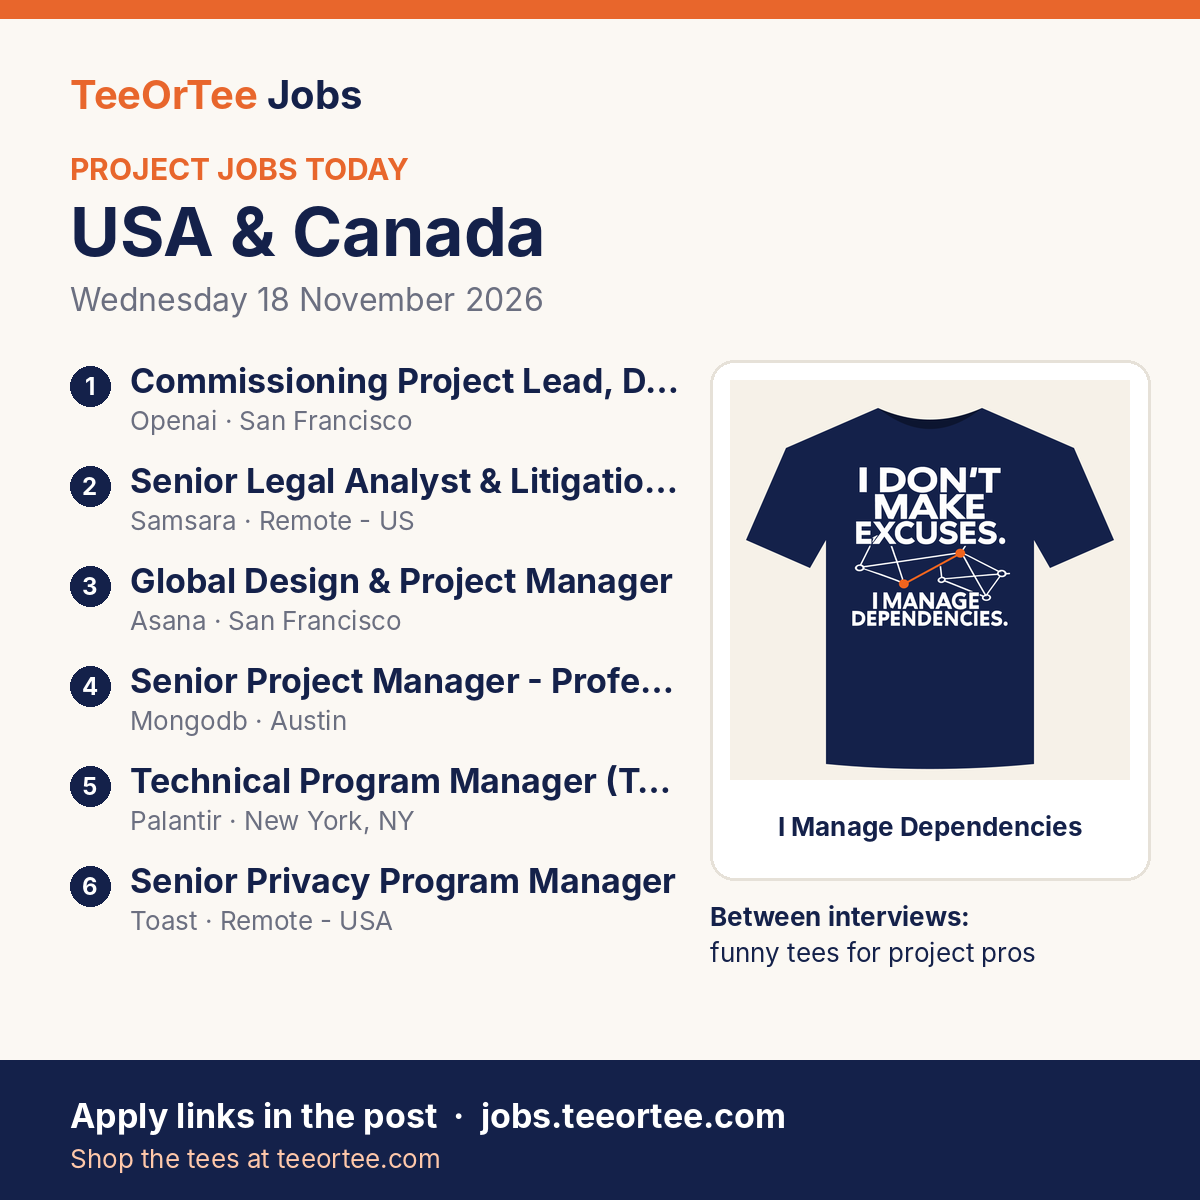 TeeOrTee Jobs
PROJECT JOBS TODAY
USA & Canada
Wednesday 18 November 2026
1 Commissioning Project Lead, D...
Openai · San Francisco
2 Senior Legal Analyst & Litigatio...
Samsara · Remote - US
3 Global Design & Project Manager
Asana · San Francisco
4 Senior Project Manager - Profe...
Mongodb · Austin
5 Technical Program Manager (T...
Palantir · New York, NY
6 Senior Privacy Program Manager
Toast · Remote - USA
I DON'T
MAKE
EXCUSES.
I MANAGE
DEPENDENCIES.
I Manage Dependencies
Between interviews:
funny tees for project pros
Apply links in the post · jobs.teeortee.com
Shop the tees at teeortee.com